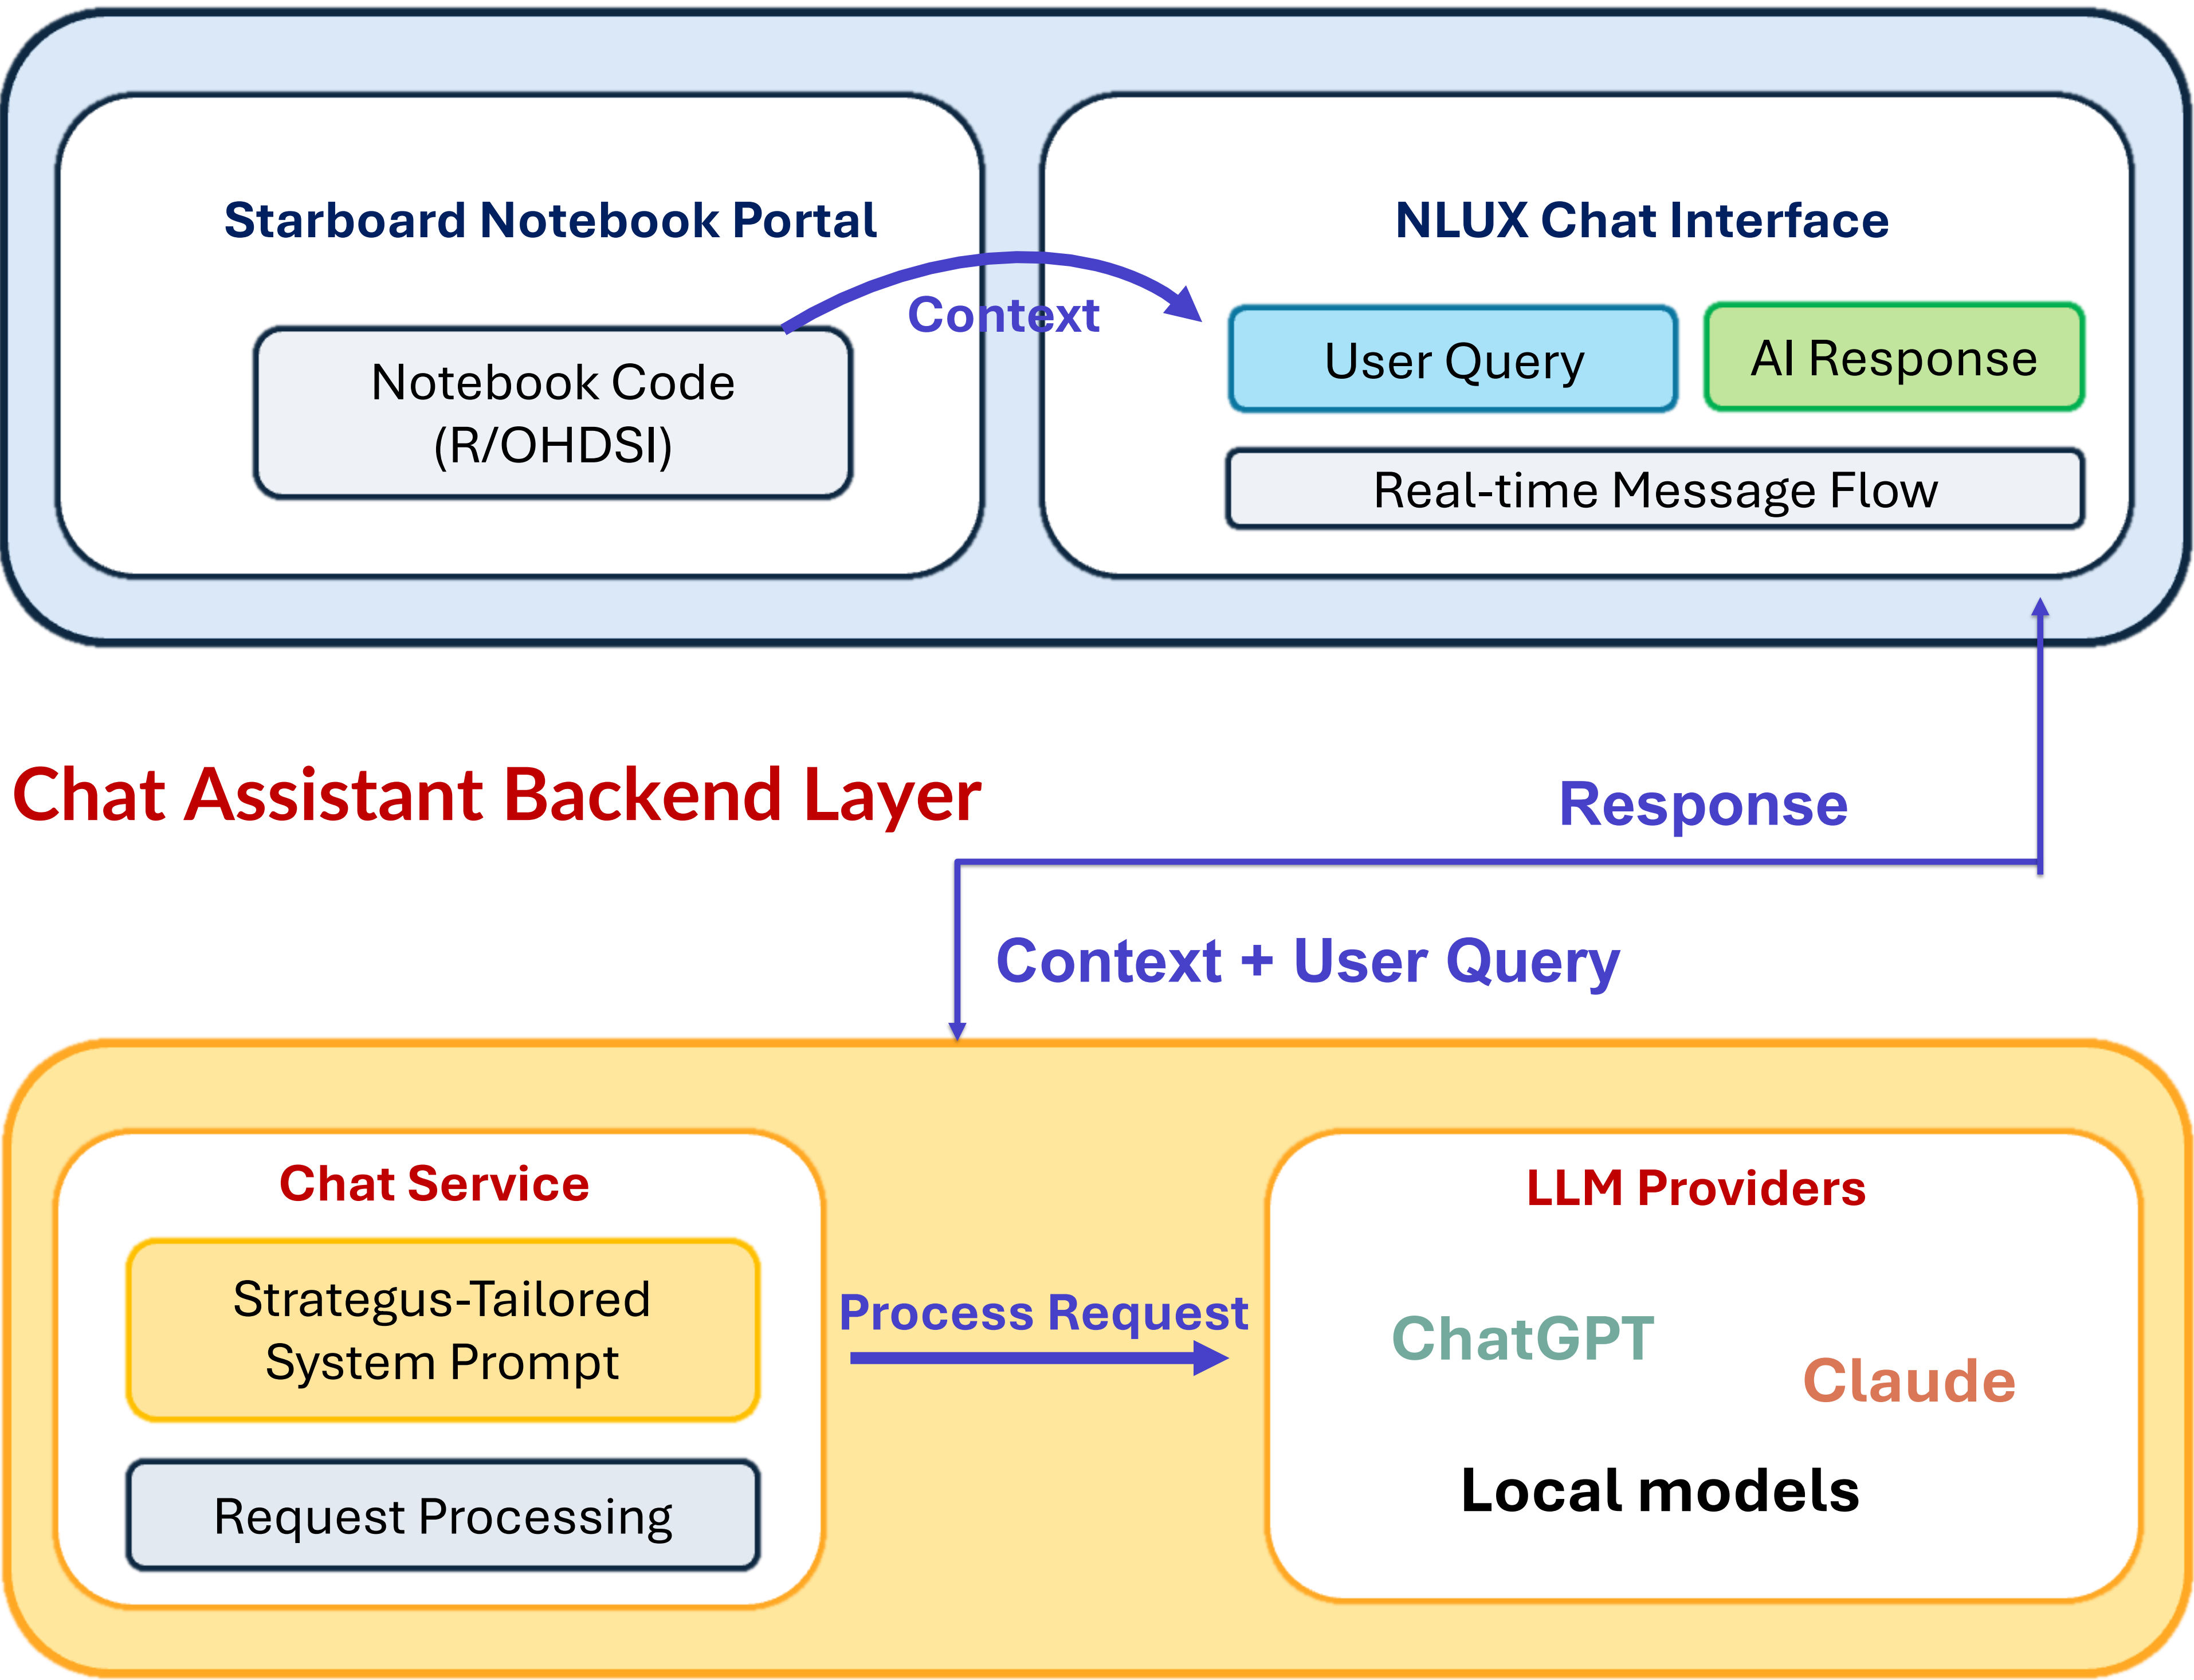 Starboard Notebook Portal
Notebook Code
(R/OHDSI)
Context
NLUX Chat Interface
User Query
AI Response
Real-time Message Flow
Chat Assistant Backend Layer
Response
Context + User Query
Chat Service
Strategus-Tailored
System Prompt
Request Processing
Process Request
LLM Providers
ChatGPT
Claude
Local models